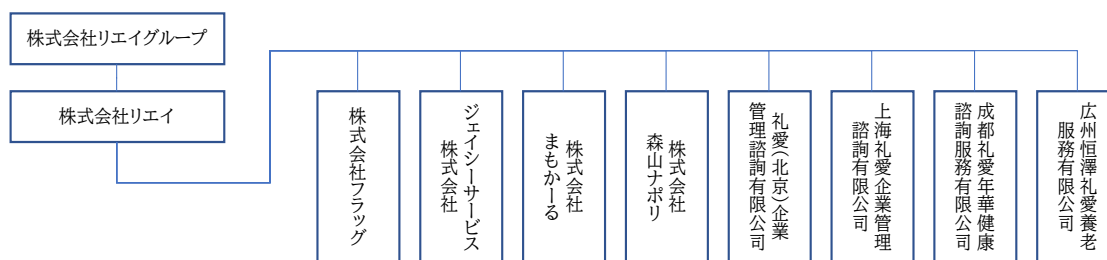 株式会社リエイグループ
株式会社リエイ
株式会社フラッグ
ジェイシーサービス
株式会社
株式会社
まもかーる
株式会社
森山ナポリ
礼愛(北京)企業
管理諮詢有限公司
上海礼愛企業管理
諮詢有限公司
成都礼愛年華健康
諮詢服務有限公司
広州恒澤礼愛養老
服務有限公司